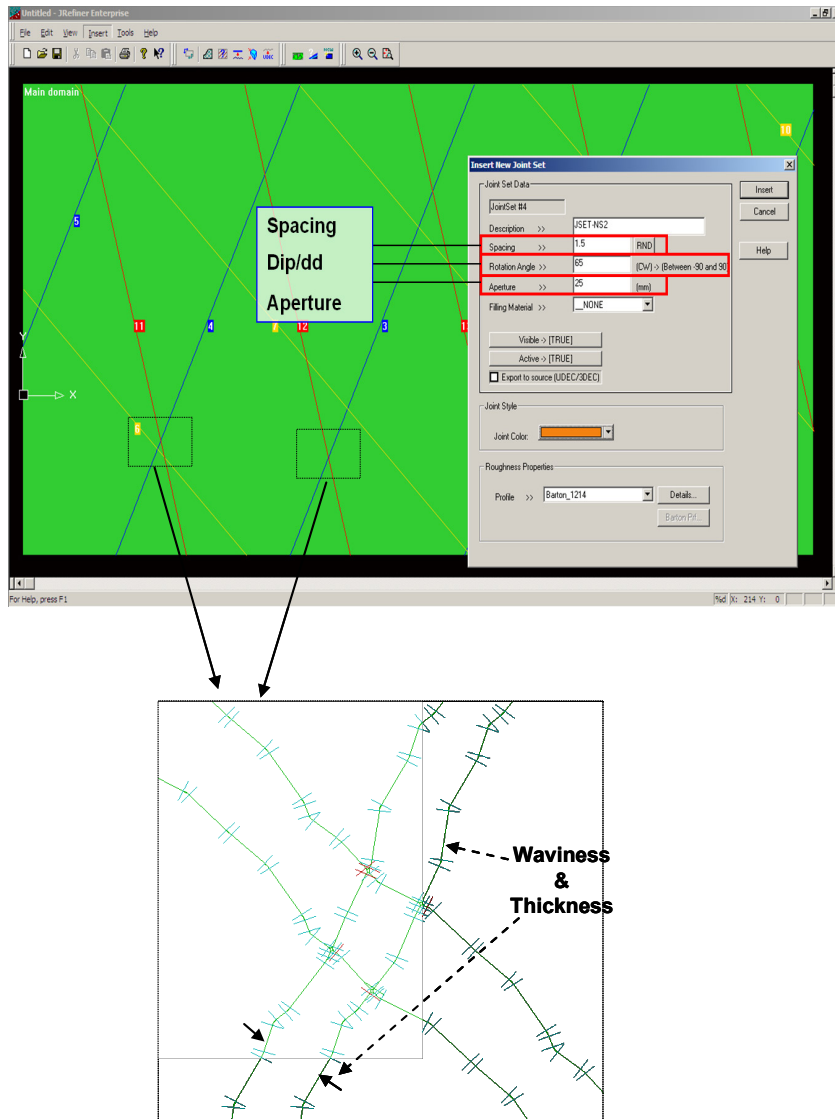 Untitled - JRefiner Enterprise
File Edit View Insert Tools Help
UDEC
Main domain
10
Insert New Joint Set
Joint Set Data
JointSet #4
Insert
Description >> JSET-NS2
Cancel
Spacing >> 1.5 RND
Help
Rotation Angle >> 65 (CW) -> (Between -90 and 90)
Aperture >> 25 (mm)
Filling Material >> __NONE
Visible -> [TRUE]
Active -> [TRUE]
Export to source (UDEC/3DEC)
Joint Style
Joint Color:
Roughness Properties
Profile >> Barton_1214 Details...
Barton Prf...
5
Spacing
Dip/dd
Aperture
11
4
7
12
3
Y
X
6
For Help, press F1
%d X: 214 Y: 0
Waviness
&
Thickness